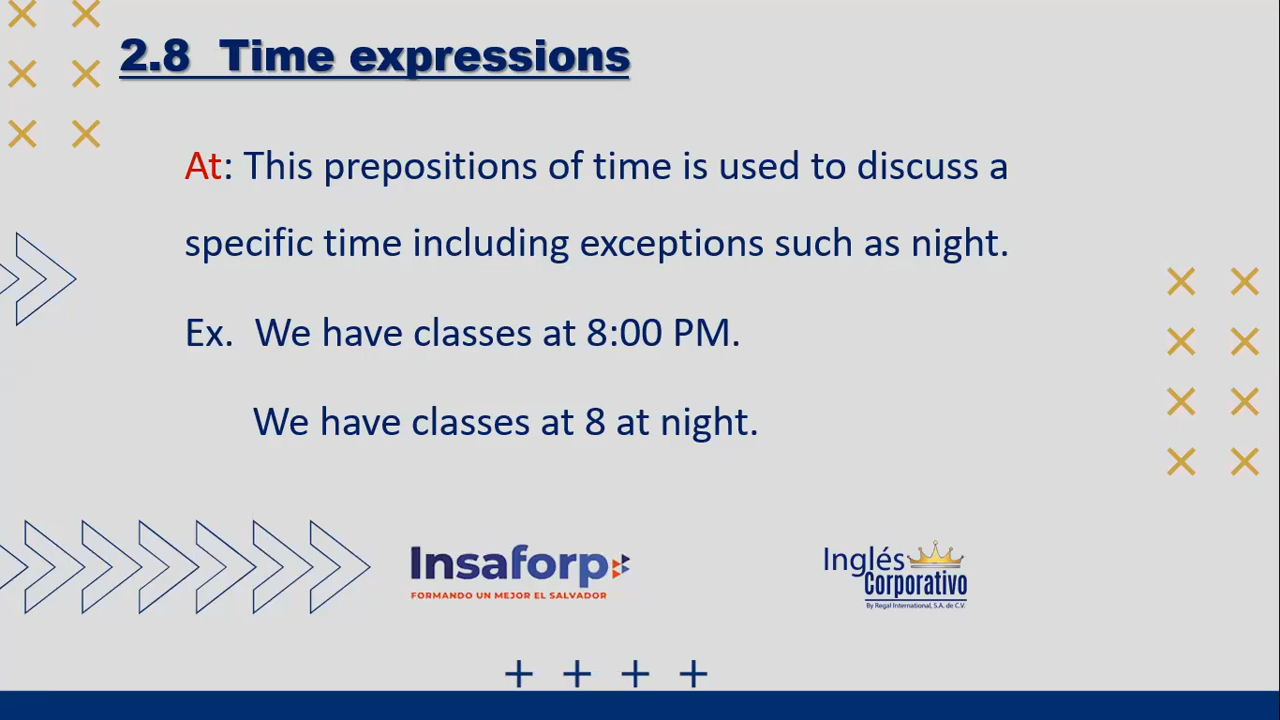 2.8 Time expressions
At: This prepositions of time is used to discuss a
specific time including exceptions such as night.
Ex. We have classes at 8:00 PM.
We have classes at 8 at night.
Insaforp
FORMANDO UN MEJOR EL SALVADOR
Inglés
Corporativo
By Regal International, S.A. de C.V.